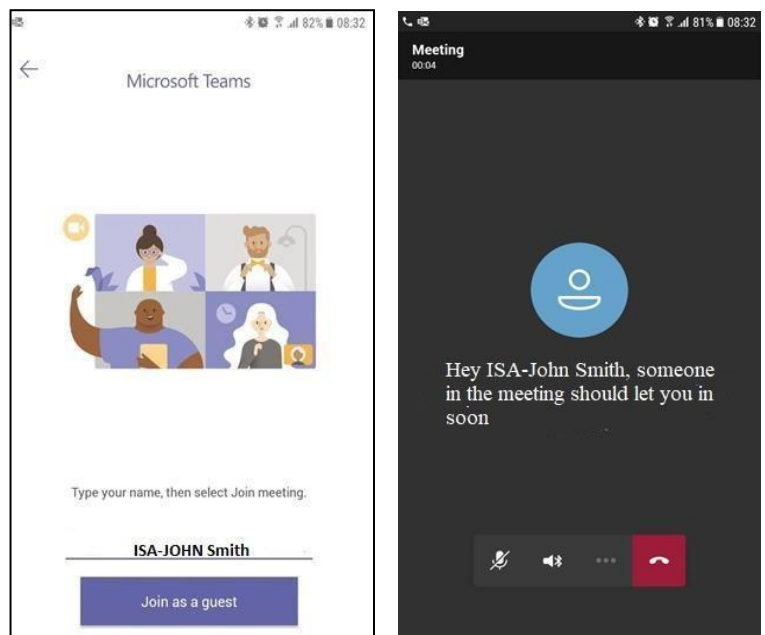 82% 08:32
Microsoft Teams
Type your name, then select Join meeting.
ISA-JOHN Smith
Join as a guest
81% 08:32
Meeting
00:04
Hey ISA-John Smith, someone
in the meeting should let you in
soon